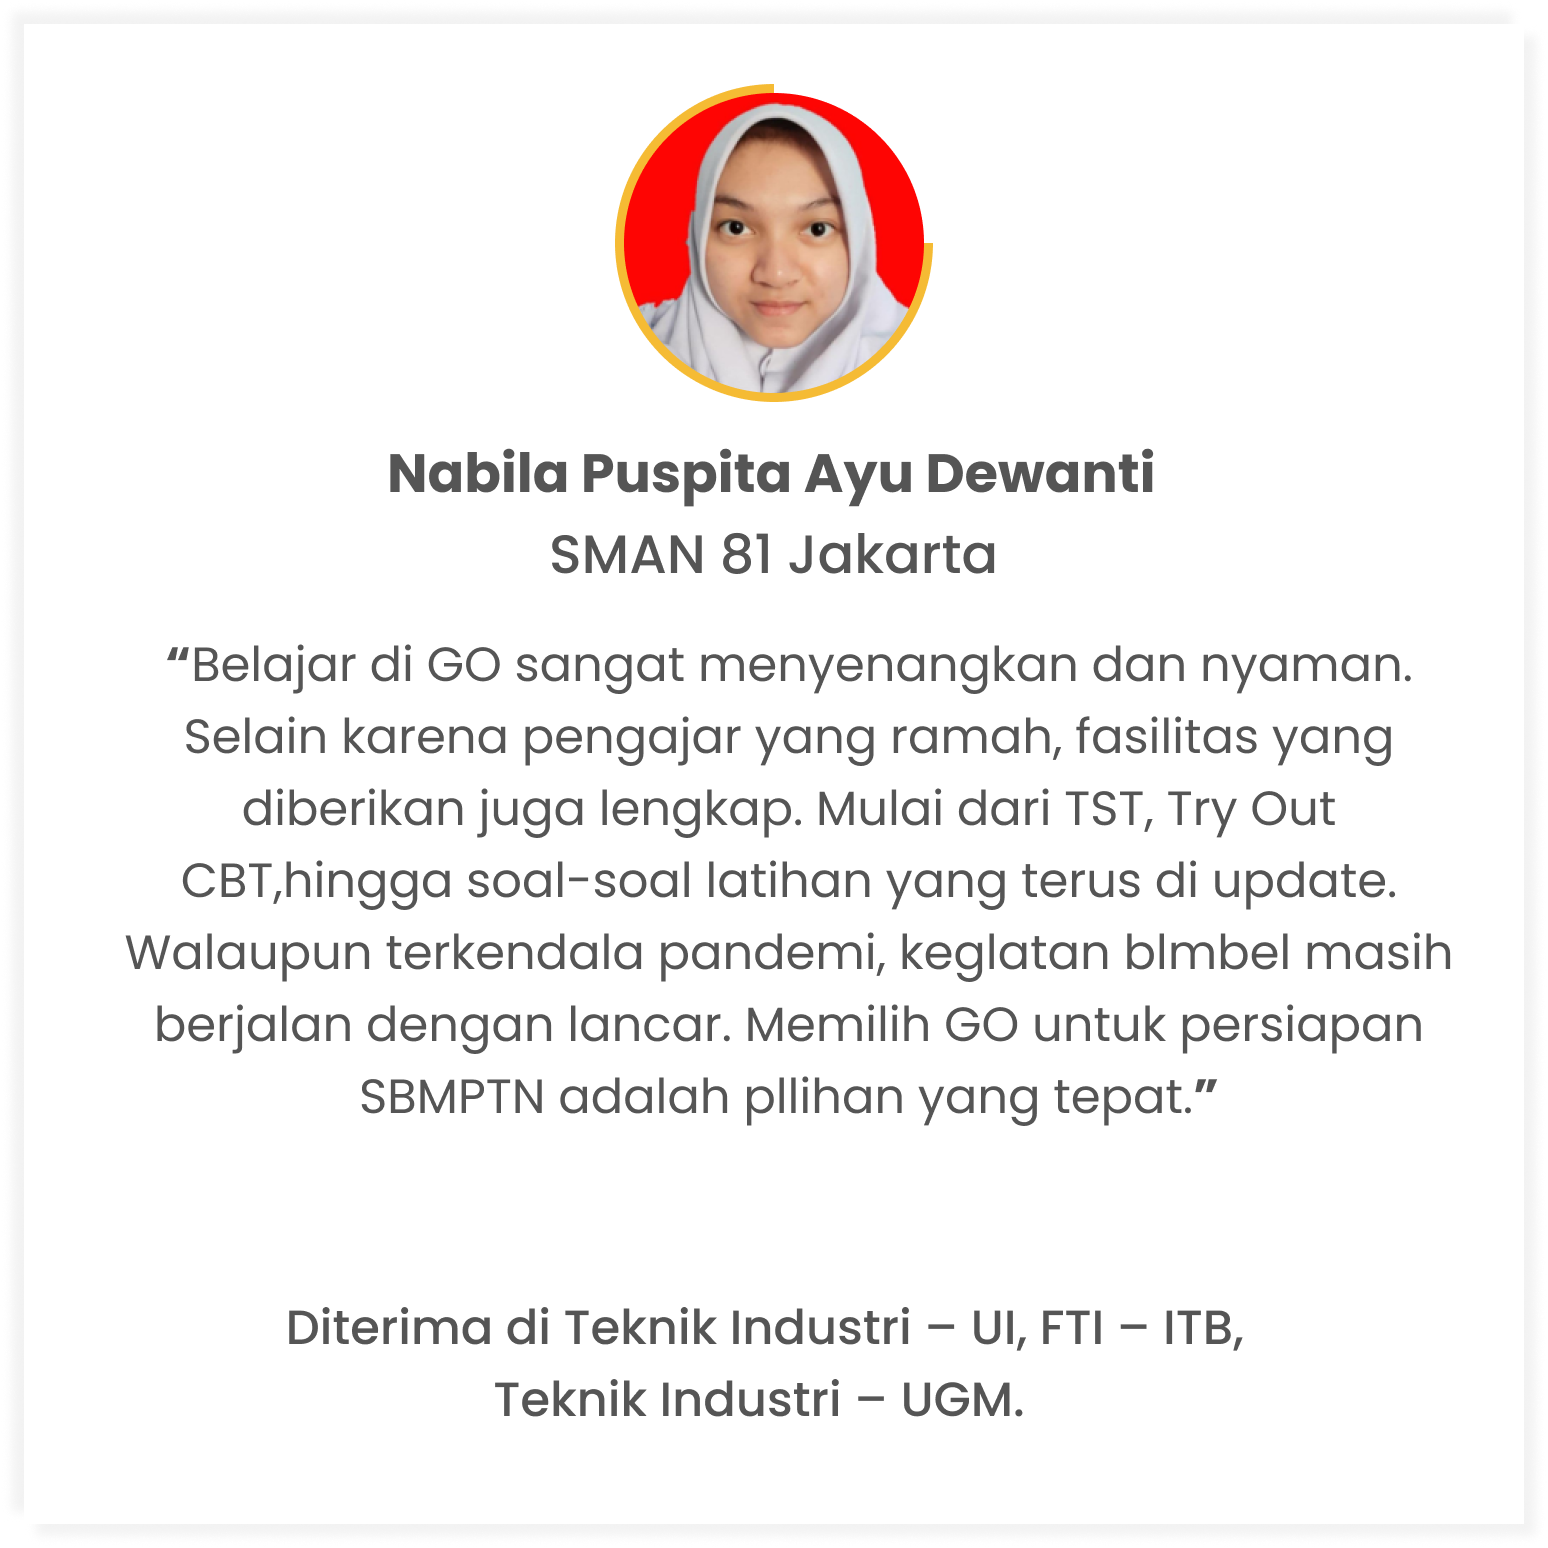 Nabila Puspita Ayu Dewanti
SMAN 81 Jakarta
“Belajar di GO sangat menyenangkan dan nyaman.
Selain karena pengajar yang ramah, fasilitas yang
diberikan juga lengkap. Mulai dari TST, Try Out
CBT,hingga soal-soal latihan yang terus di update.
Walaupun terkendala pandemi, keglatan blmbel masih
berjalan dengan lancar. Memilih GO untuk persiapan
SBMPTN adalah pllihan yang tepat.”
Diterima di Teknik Industri – UI, FTI – ITB,
Teknik Industri – UGM.